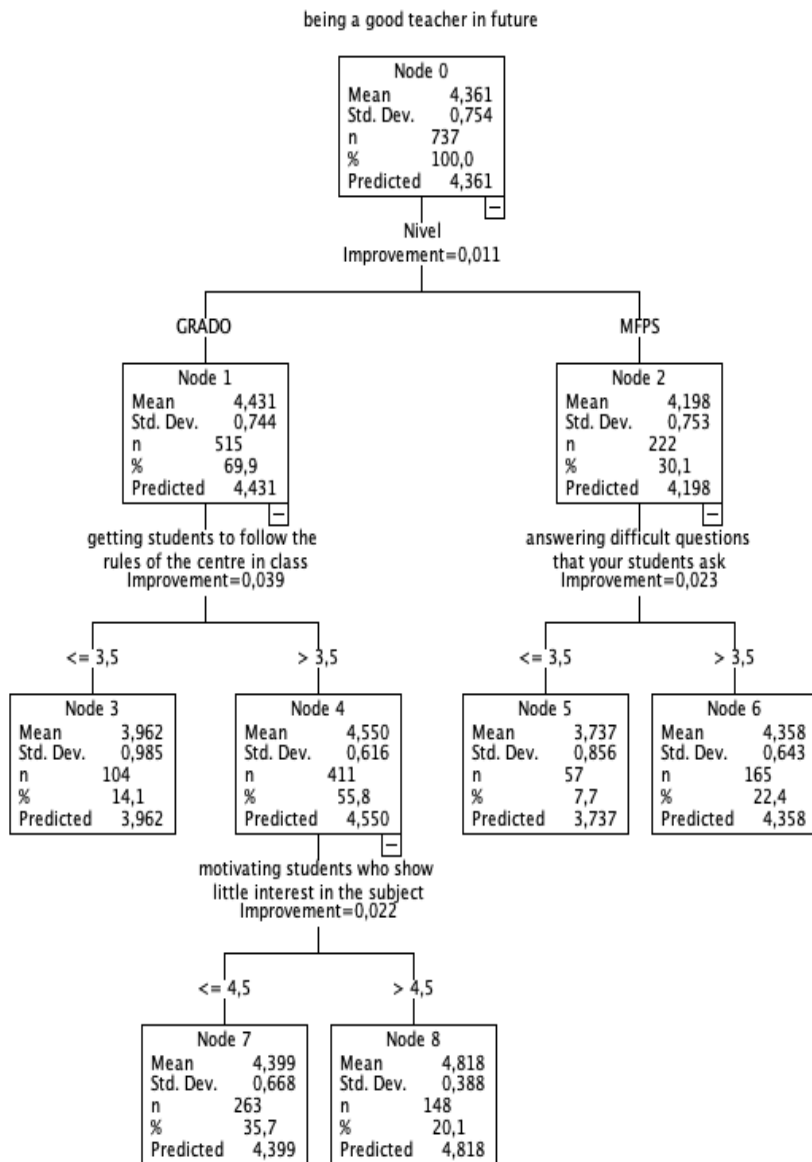 being a good teacher in future
Node 0
Mean 4,361
Std. Dev. 0,754
n 737
% 100,0
Predicted 4,361
Nivel
Improvement=0,011
GRADO
MFPS
Node 1
Mean 4,431
Std. Dev. 0,744
n 515
% 69,9
Predicted 4,431
Node 2
Mean 4,198
Std. Dev. 0,753
n 222
% 30,1
Predicted 4,198
getting students to follow the
rules of the centre in class
Improvement=0,039
answering difficult questions
that your students ask
Improvement=0,023
<= 3,5
> 3,5
<= 3,5
> 3,5
Node 3
Mean 3,962
Std. Dev. 0,985
n 104
% 14,1
Predicted 3,962
Node 4
Mean 4,550
Std. Dev. 0,616
n 411
% 55,8
Predicted 4,550
Node 5
Mean 3,737
Std. Dev. 0,856
n 57
% 7,7
Predicted 3,737
Node 6
Mean 4,358
Std. Dev. 0,643
n 165
% 22,4
Predicted 4,358
motivating students who show
little interest in the subject
Improvement=0,022
<= 4,5
> 4,5
Node 7
Mean 4,399
Std. Dev. 0,668
n 263
% 35,7
Predicted 4,399
Node 8
Mean 4,818
Std. Dev. 0,388
n 148
% 20,1
Predicted 4,818